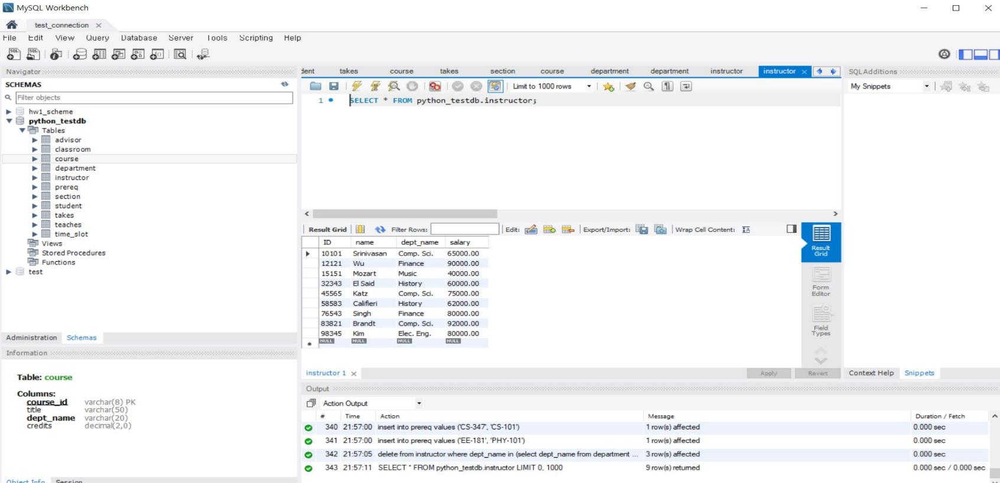 MySQL Workbench
test_connection
File Edit View Query Database Server Tools Scripting Help
Navigator
SCHEMAS
Filter objects
hw1_scheme
python_testdb
Tables
advisor
classroom
course
department
instructor
prereq
section
student
takes
teaches
time_slot
Views
Stored Procedures
Functions
test
Administration Schemas
Information
Table: course
Columns:
course_id varchar(8) PK
title varchar(50)
dept_name varchar(20)
credits decimal(2,0)
Object Info Session
dent takes course takes section course department department instructor instructor
Limit to 1000 rows
1 SELECT * FROM python_testdb.instructor;
Result Grid Filter Rows: Edit: Export/Import: Wrap Cell Content:
ID name dept_name salary
10101 Srinivasan Comp. Sci. 65000.00
12121 Wu Finance 90000.00
15151 Mozart Music 40000.00
32343 El Said History 60000.00
45565 Katz Comp. Sci. 75000.00
58583 Califieri History 62000.00
76543 Singh Finance 80000.00
83821 Brandt Comp. Sci. 92000.00
98345 Kim Elec. Eng. 80000.00
NULL NULL NULL NULL
Result
Grid
Form
Editor
Field
Types
instructor 1 Apply Revert
SQLAdditions
My Snippets
Context Help Snippets
Output
Action Output
# Time Action Message Duration / Fetch
340 21:57:00 insert into prereq values ('CS-347', 'CS-101') 1 row(s) affected 0.000 sec
341 21:57:00 insert into prereq values ('EE-181', 'PHY-101') 1 row(s) affected 0.000 sec
342 21:57:05 delete from instructor where dept_name in (select dept_name from department ... 3 row(s) affected 0.000 sec
343 21:57:11 SELECT * FROM python_testdb.instructor LIMIT 0, 1000 9 row(s) returned 0.000 sec / 0.000 sec